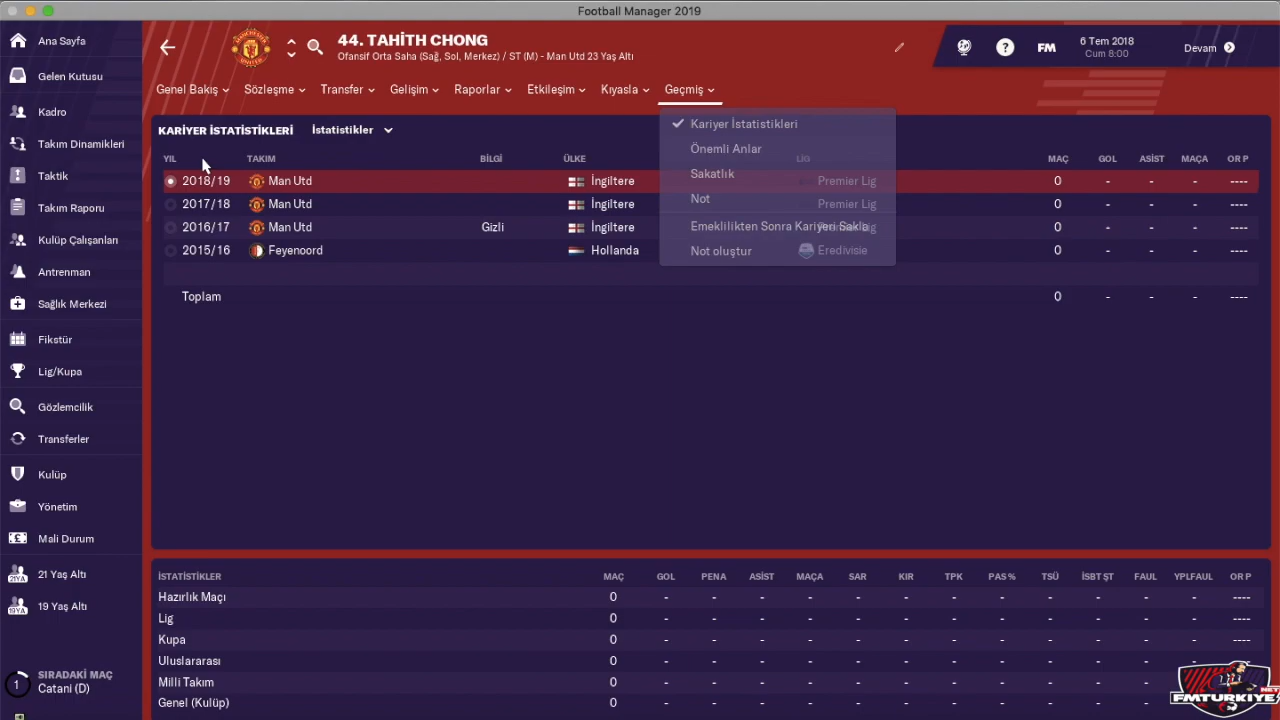 Football Manager 2019
Ana Sayfa
Gelen Kutusu
Kadro
Takım Dinamikleri
Taktik
Takım Raporu
Kulüp Çalışanları
Antrenman
Sağlık Merkezi
Fikstür
Lig/Kupa
Gözlemcilik
Transferler
Kulüp
Yönetim
Mali Durum
21YA 21 Yaş Altı
19YA 19 Yaş Altı
1 SIRADAKİ MAÇ
Catani (D)
44. TAHİTH CHONG
Ofansif Orta Saha (Sağ, Sol, Merkez) / ST (M) - Man Utd 23 Yaş Altı
? FM 6 Tem 2018 Devam
Cum 8:00
Genel Bakış Sözleşme Transfer Gelişim Raporlar Etkileşim Kıyasla Geçmiş
KARİYER İSTATİSTİKLERİ İstatistikler
Kariyer İstatistikleri
Önemli Anlar
Sakatlık
Not
Emeklilikten Sonra Kariyeri Sakla
Not oluştur
YIL TAKIM BİLGİ ÜLKE LİG MAÇ GOL ASİST MAÇA OR P
2018/19 Man Utd İngiltere Premier Lig 0 - - - ----
2017/18 Man Utd İngiltere Premier Lig 0 - - - ----
2016/17 Man Utd Gizli İngiltere Premier Lig 0 - - - ----
2015/16 Feyenoord Hollanda Eredivisie 0 - - - ----
Toplam 0 - - - ----
İSTATİSTİKLER MAÇ GOL PENA ASİST MAÇA SAR KIR TPK PAS % TSÜ İSBT ŞT FAUL YPLFAUL OR P
Hazırlık Maçı 0 - - - - - - - - - - - - ----
Lig 0 - - - - - - - - - - - - ----
Kupa 0 - - - - - - - - - - - - ----
Uluslararası 0 - - - - - - - - - - - - ----
Milli Takım 0 - - - - - - - - - - - - ----
Genel (Kulüp) 0 - - - - - - - - - - - - ----
FMTURKIYE.NET